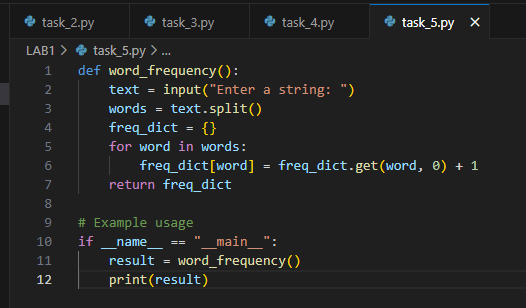 task_2.py task_3.py task_4.py task_5.py ×
LAB1 > task_5.py > ...
1 def word_frequency():
2     text = input("Enter a string: ")
3     words = text.split()
4     freq_dict = {}
5     for word in words:
6         freq_dict[word] = freq_dict.get(word, 0) + 1
7     return freq_dict
8
9 # Example usage
10 if __name__ == "__main__":
11     result = word_frequency()
12     print(result)